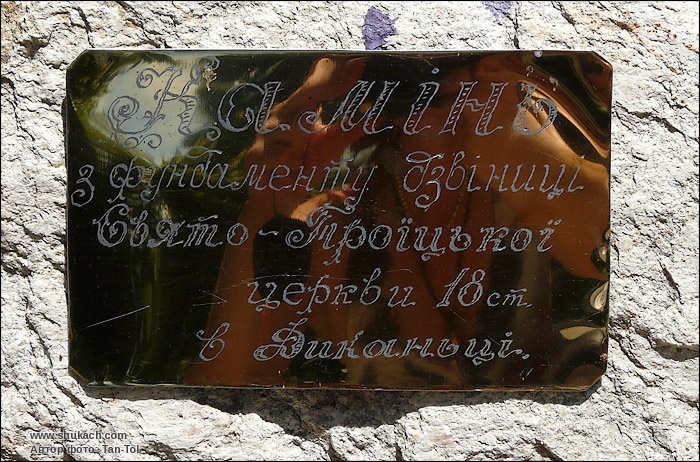 Камінь
з фундаменту дзвіниці
Свято-Троїцької
церкви 18 ст.
в Диканьці.
www.shukach.com
Автор фото - Tan-Tol